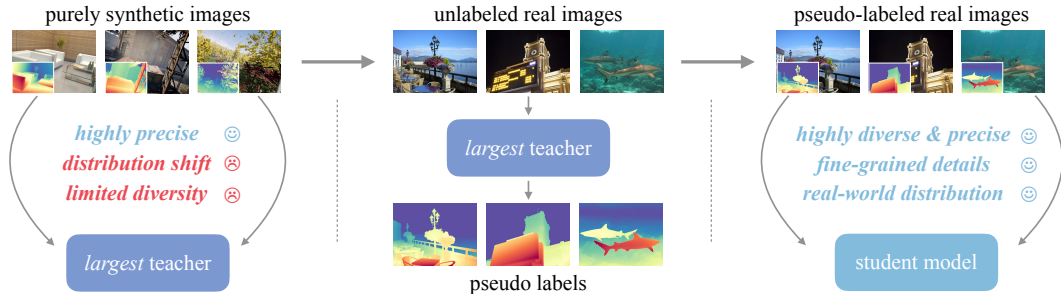 purely synthetic images
highly precise
distribution shift
limited diversity
largest teacher
unlabeled real images
largest teacher
pseudo labels
pseudo-labeled real images
highly diverse & precise
fine-grained details
real-world distribution
student model